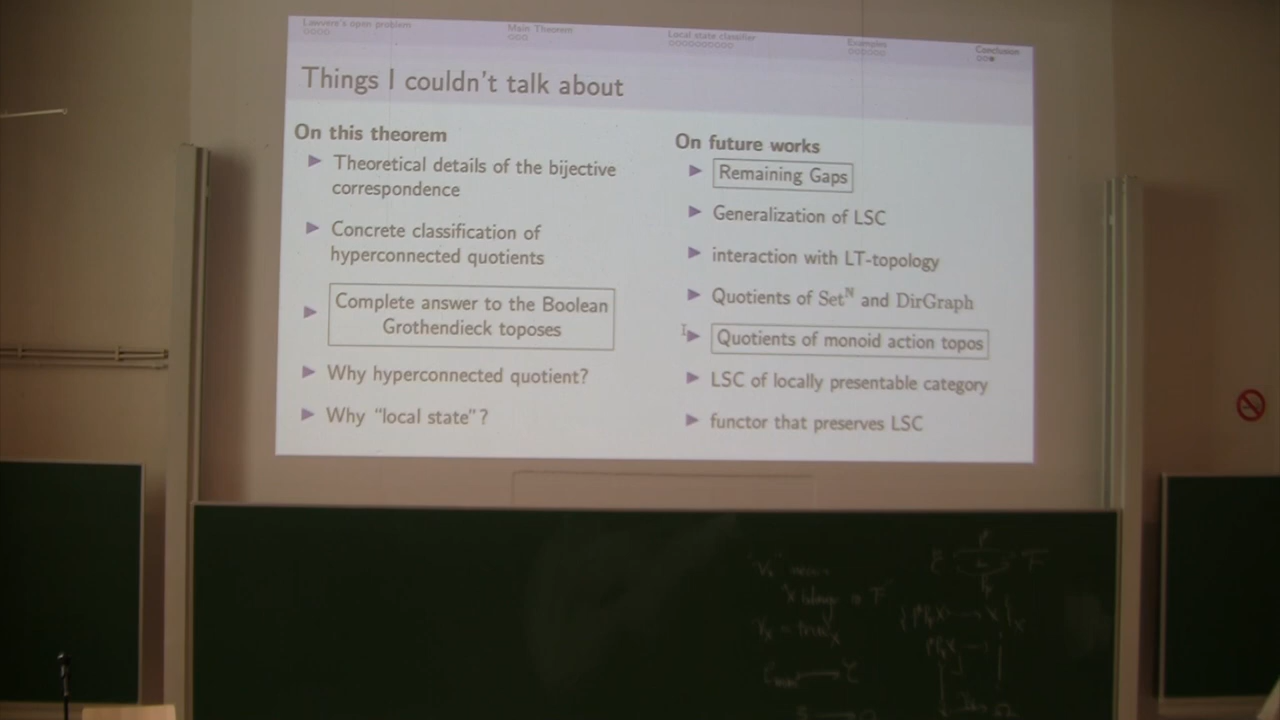 Lawvere's open problem
Main Theorem
Local state classifier
Examples
Conclusion
Things I couldn't talk about
On this theorem
Theoretical details of the bijective
correspondence
Concrete classification of
hyperconnected quotients
Complete answer to the Boolean
Grothendieck toposes
Why hyperconnected quotient?
Why "local state"?
On future works
Remaining Gaps
Generalization of LSC
interaction with LT-topology
Quotients of Set^ℕ and DirGraph
Quotients of monoid action topos
LSC of locally presentable category
functor that preserves LSC